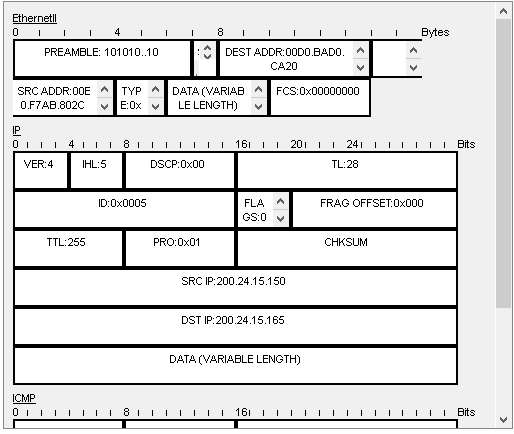 EthernetII
0 4 8 Bytes
PREAMBLE: 101010..10
DEST ADDR:00D0.BAD0.
CA20
SRC ADDR:00E
0.F7AB.802C
TYP
E:0x
DATA (VARIAB
LE LENGTH)
FCS:0x00000000
IP
0 4 8 16 20 24 31 Bits
VER:4 IHL:5 DSCP:0x00 TL:28
ID:0x0005 FLA
GS:0 FRAG OFFSET:0x000
TTL:255 PRO:0x01 CHKSUM
SRC IP:200.24.15.150
DST IP:200.24.15.165
DATA (VARIABLE LENGTH)
ICMP
0 8 16 31 Bits